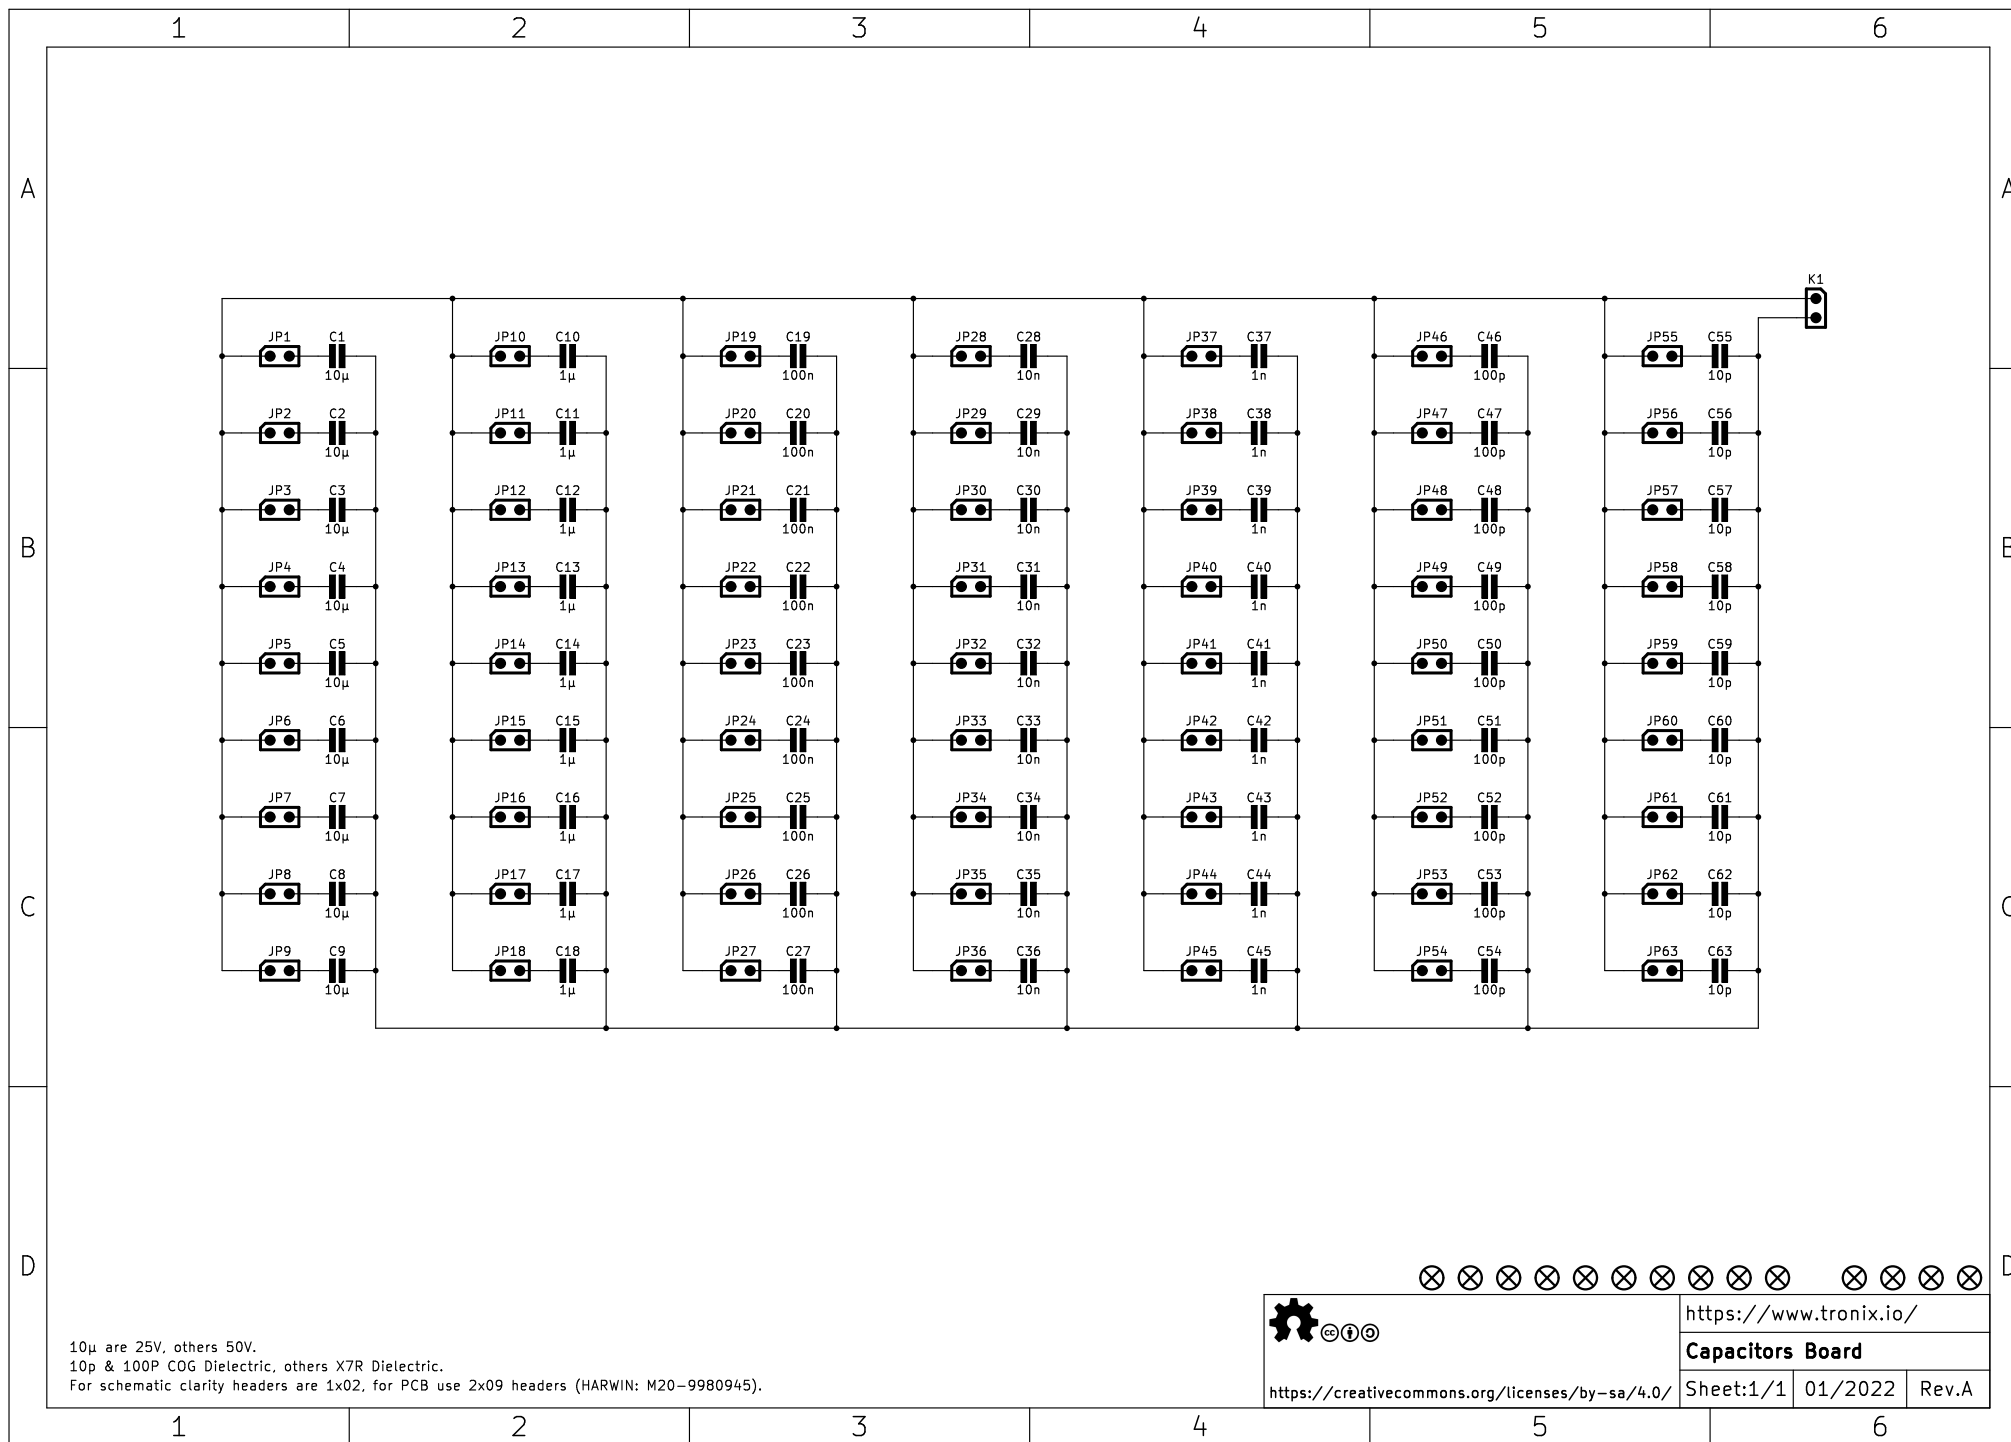 1 2 3 4 5 6
A A
K1
JP1 C1 JP10 C10 JP19 C19 JP28 C28 JP37 C37 JP46 C46 JP55 C55
10µ 1µ 100n 10n 1n 100p 10p
JP2 C2 JP11 C11 JP20 C20 JP29 C29 JP38 C38 JP47 C47 JP56 C56
10µ 1µ 100n 10n 1n 100p 10p
JP3 C3 JP12 C12 JP21 C21 JP30 C30 JP39 C39 JP48 C48 JP57 C57
10µ 1µ 100n 10n 1n 100p 10p
B B
JP4 C4 JP13 C13 JP22 C22 JP31 C31 JP40 C40 JP49 C49 JP58 C58
10µ 1µ 100n 10n 1n 100p 10p
JP5 C5 JP14 C14 JP23 C23 JP32 C32 JP41 C41 JP50 C50 JP59 C59
10µ 1µ 100n 10n 1n 100p 10p
JP6 C6 JP15 C15 JP24 C24 JP33 C33 JP42 C42 JP51 C51 JP60 C60
10µ 1µ 100n 10n 1n 100p 10p
JP7 C7 JP16 C16 JP25 C25 JP34 C34 JP43 C43 JP52 C52 JP61 C61
10µ 1µ 100n 10n 1n 100p 10p
JP8 C8 JP17 C17 JP26 C26 JP35 C35 JP44 C44 JP53 C53 JP62 C62
10µ 1µ 100n 10n 1n 100p 10p
C C
JP9 C9 JP18 C18 JP27 C27 JP36 C36 JP45 C45 JP54 C54 JP63 C63
10µ 1µ 100n 10n 1n 100p 10p
D D
10µ are 25V, others 50V.
10p & 100P COG Dielectric, others X7R Dielectric.
For schematic clarity headers are 1x02, for PCB use 2x09 headers (HARWIN: M20-9980945).
cc
https://creativecommons.org/licenses/by-sa/4.0/
https://www.tronix.io/
Capacitors Board
Sheet:1/1 01/2022 Rev.A
1 2 3 4 5 6